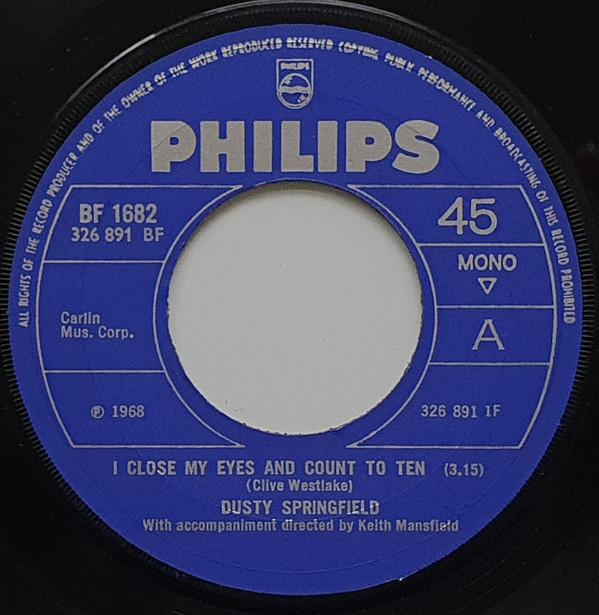 ALL RIGHTS OF THE RECORD PRODUCER AND OF THE OWNER OF THE WORK REPRODUCED RESERVED COPYING, PUBLIC PERFORMANCE AND BROADCASTING OF THIS RECORD PROHIBITED
PHILIPS
PHILIPS
BF 1682
326 891 BF
45
MONO
Carlin
Mus. Corp.
A
℗ 1968
326 891 1F
I CLOSE MY EYES AND COUNT TO TEN (3.15)
(Clive Westlake)
DUSTY SPRINGFIELD
With accompaniment directed by Keith Mansfield